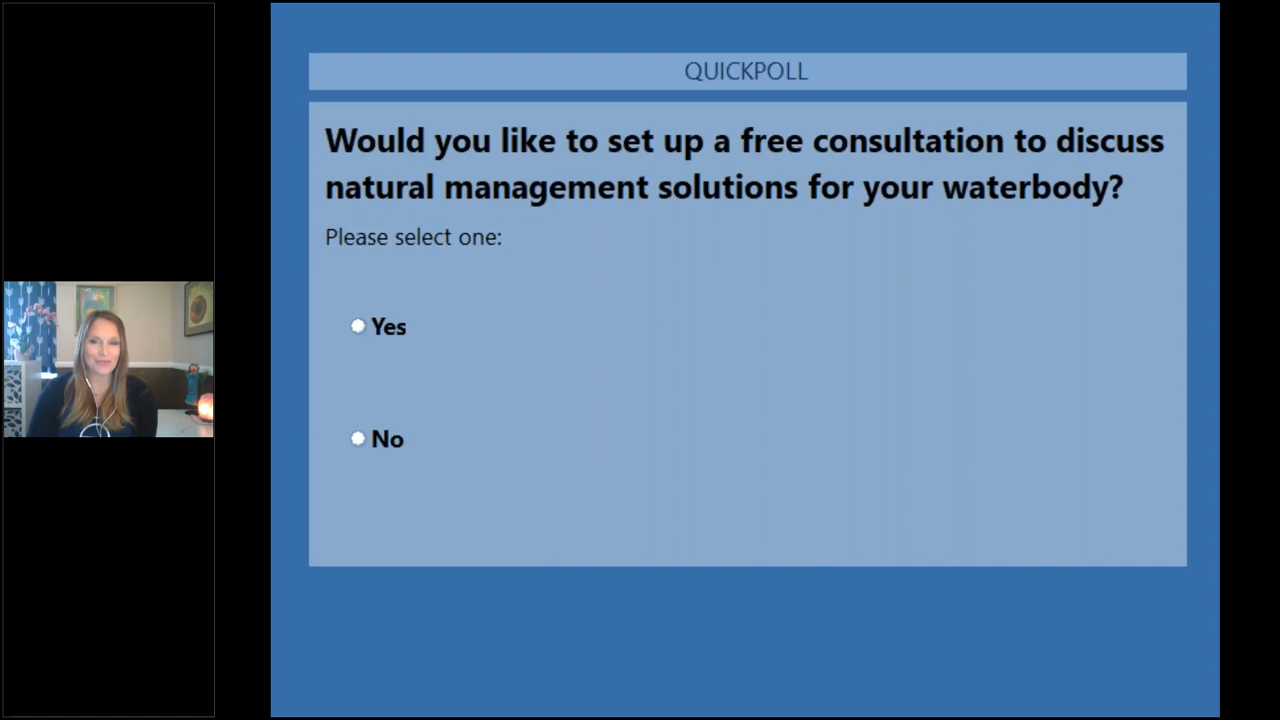 QUICKPOLL
Would you like to set up a free consultation to discuss
natural management solutions for your waterbody?
Please select one:
Yes
No